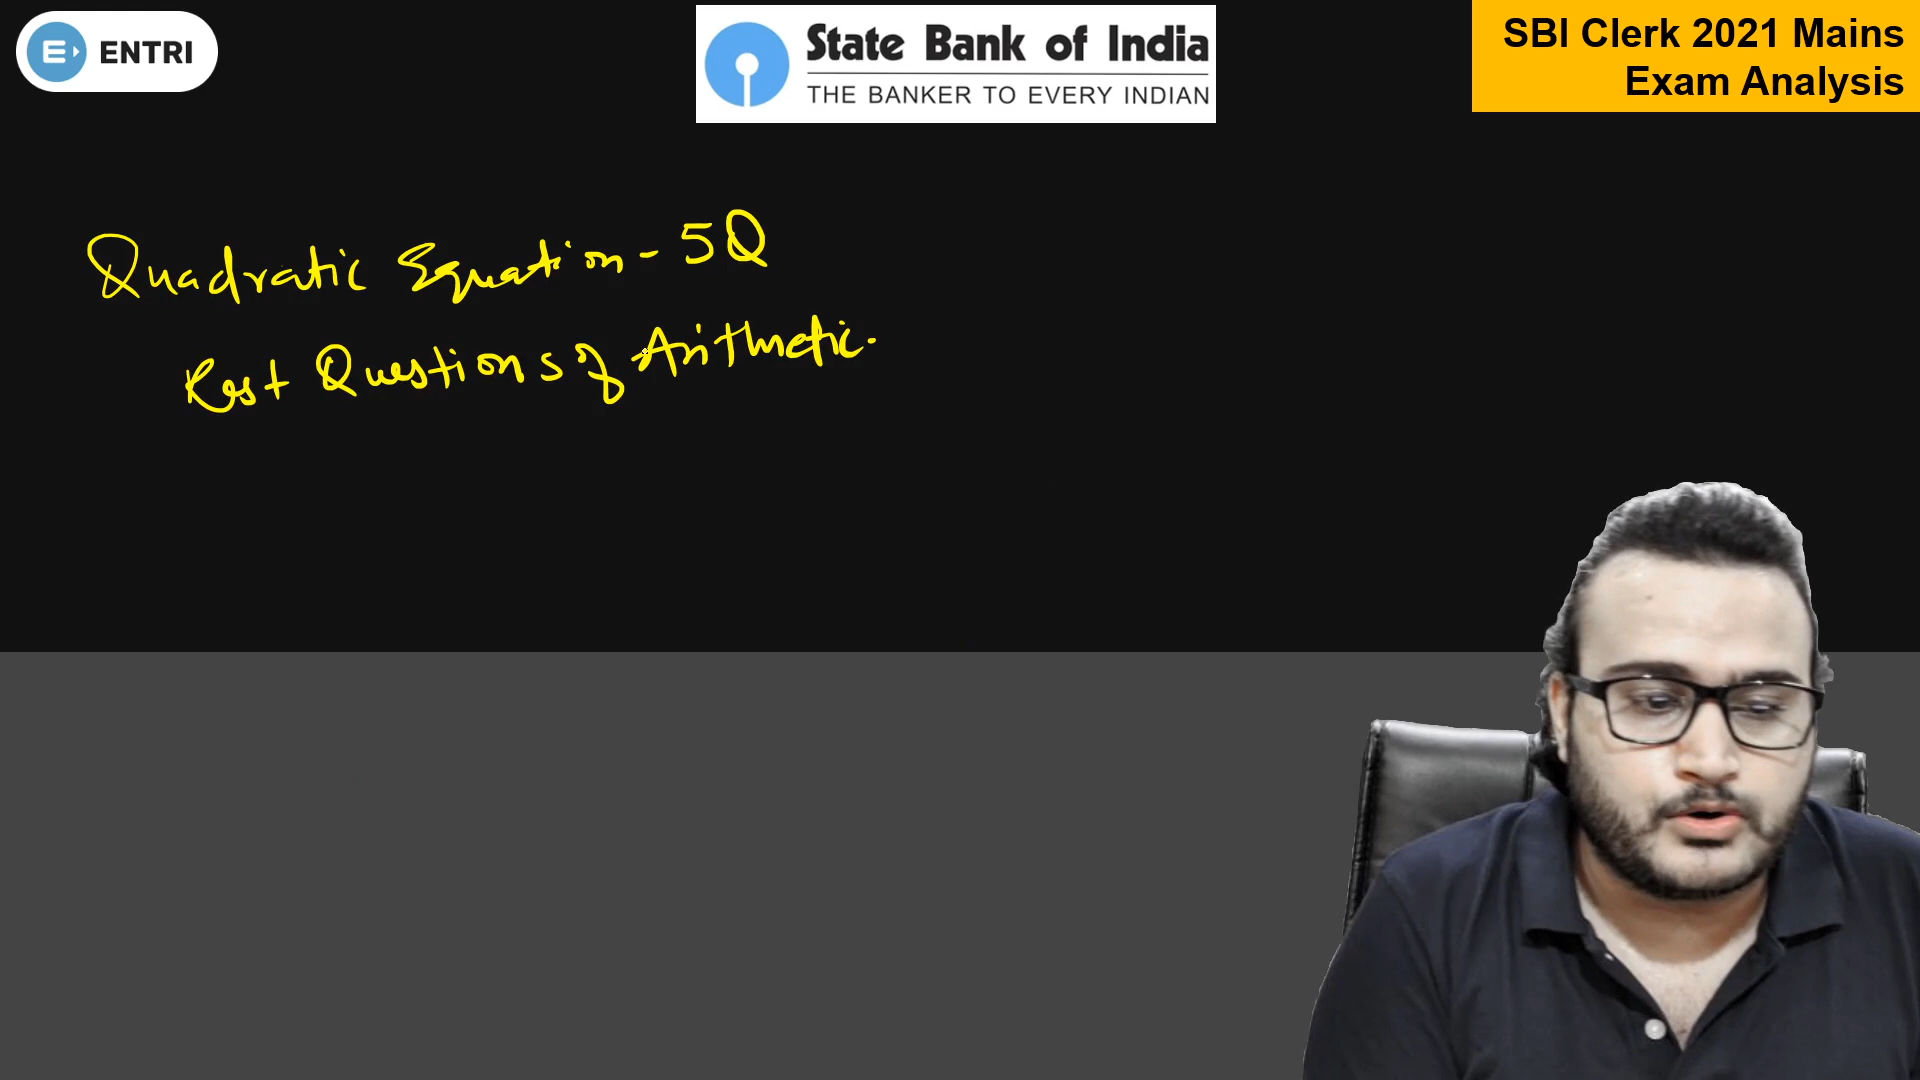 ENTRI
State Bank of India
THE BANKER TO EVERY INDIAN
SBI Clerk 2021 Mains
Exam Analysis
Quadratic Equation - 5Q
Rest Questions of Arithmetic.